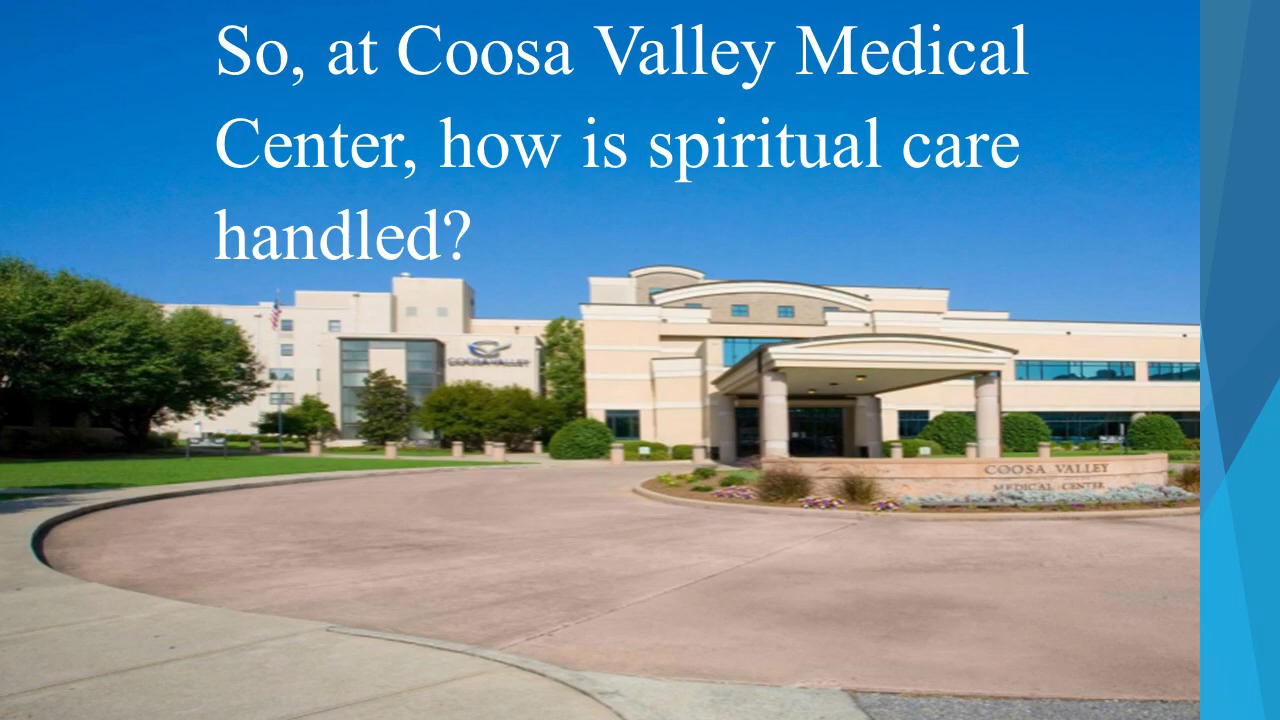 So, at Coosa Valley Medical
Center, how is spiritual care
handled?
COOSA VALLEY
COOSA VALLEY
MEDICAL CENTER